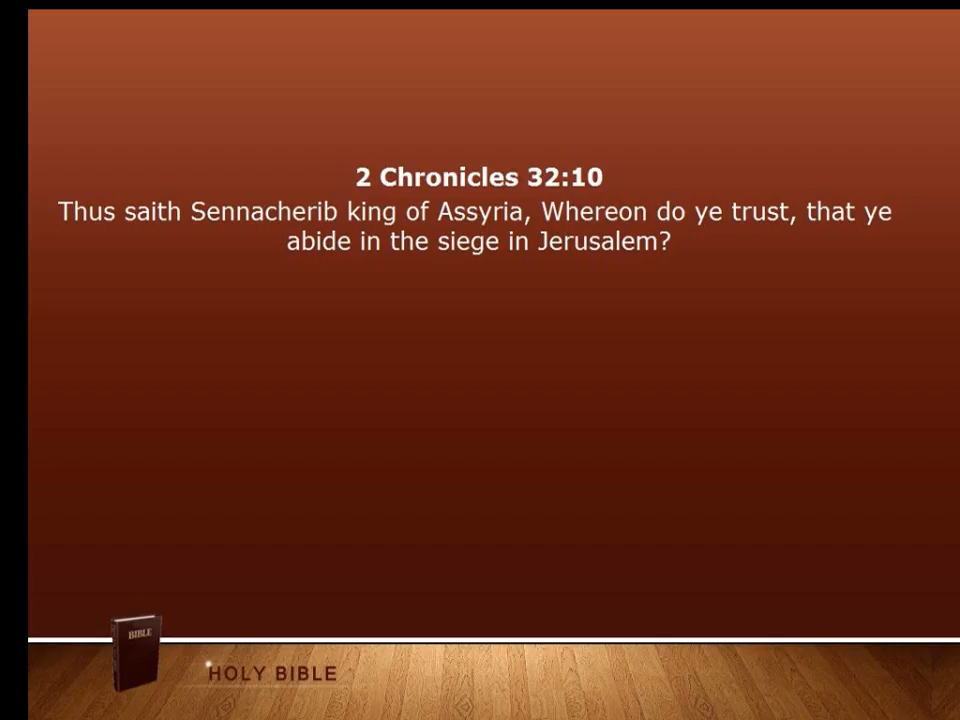 2 Chronicles 32:10
Thus saith Sennacherib king of Assyria, Whereon do ye trust, that ye
abide in the siege in Jerusalem?
BIBLE
HOLY BIBLE